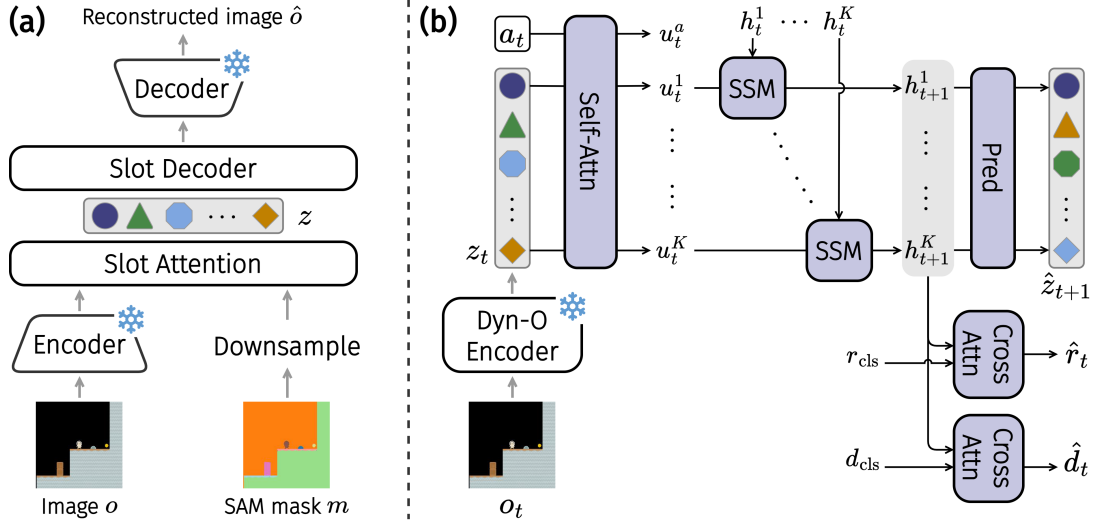 (a)
Reconstructed image ô
Decoder
Slot Decoder
··· z
Slot Attention
Encoder
Downsample
Image o
SAM mask m
(b)
a_t
z_t
Self-Attn
u_t^a
u_t^1
⋮
⋮
u_t^K
h_t^1 ··· h_t^K
SSM
⋱
SSM
h_{t+1}^1
⋮
⋮
h_{t+1}^K
Pred
ẑ_{t+1}
Dyn-O
Encoder
o_t
r_cls
Cross
Attn
r̂_t
d_cls
Cross
Attn
d̂_t